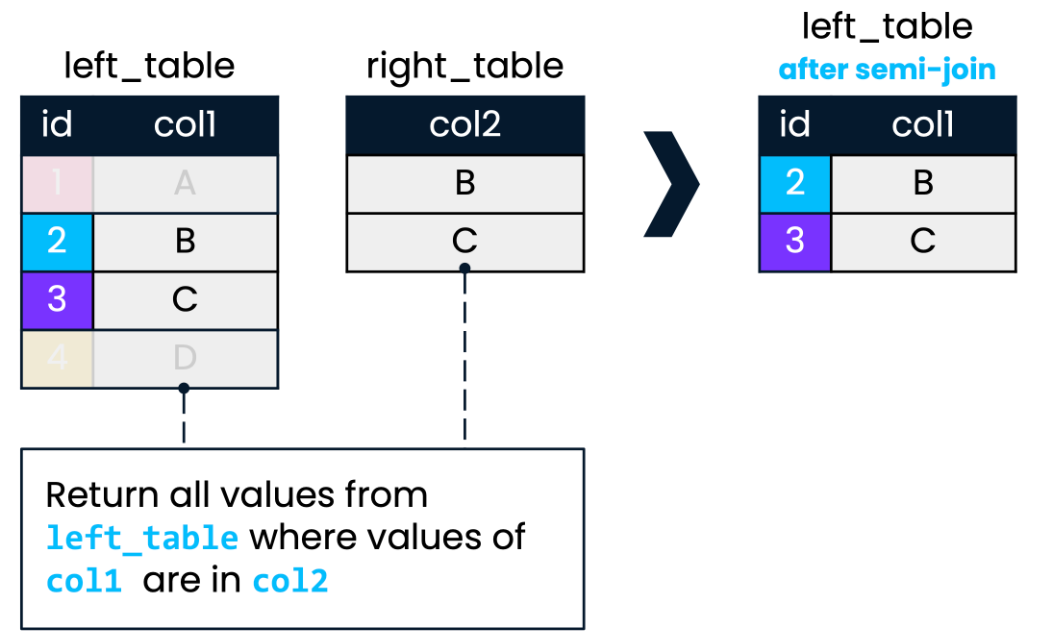 left_table
right_table
left_table
after semi-join
id col1
col2
id col1
1 A
B
2 B
2 B
C
3 C
3 C
4 D
Return all values from
left_table where values of
col1 are in col2